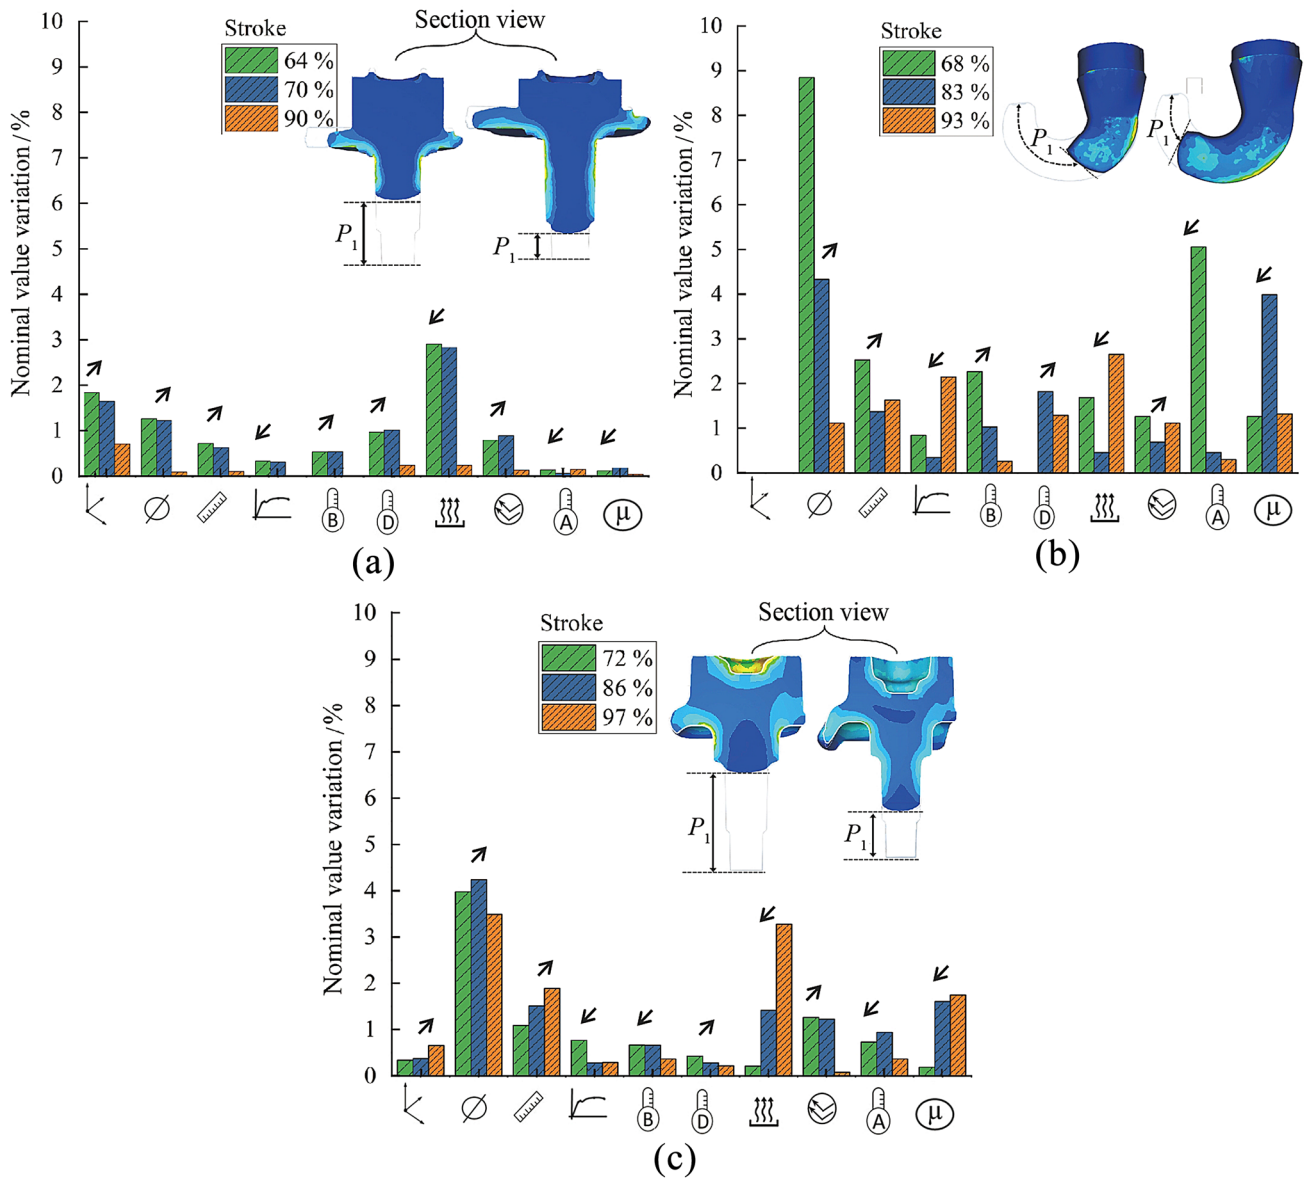 Stroke
64 %
70 %
90 %
Section view
P1
P1
Nominal value variation / %
10
9
8
7
6
5
4
3
2
1
0
B
D
A
μ
(a)
Stroke
68 %
83 %
93 %
P1
P1
Nominal value variation / %
10
9
8
7
6
5
4
3
2
1
0
B
D
A
μ
(b)
Stroke
72 %
86 %
97 %
Section view
P1
P1
Nominal value variation / %
10
9
8
7
6
5
4
3
2
1
0
B
D
A
μ
(c)